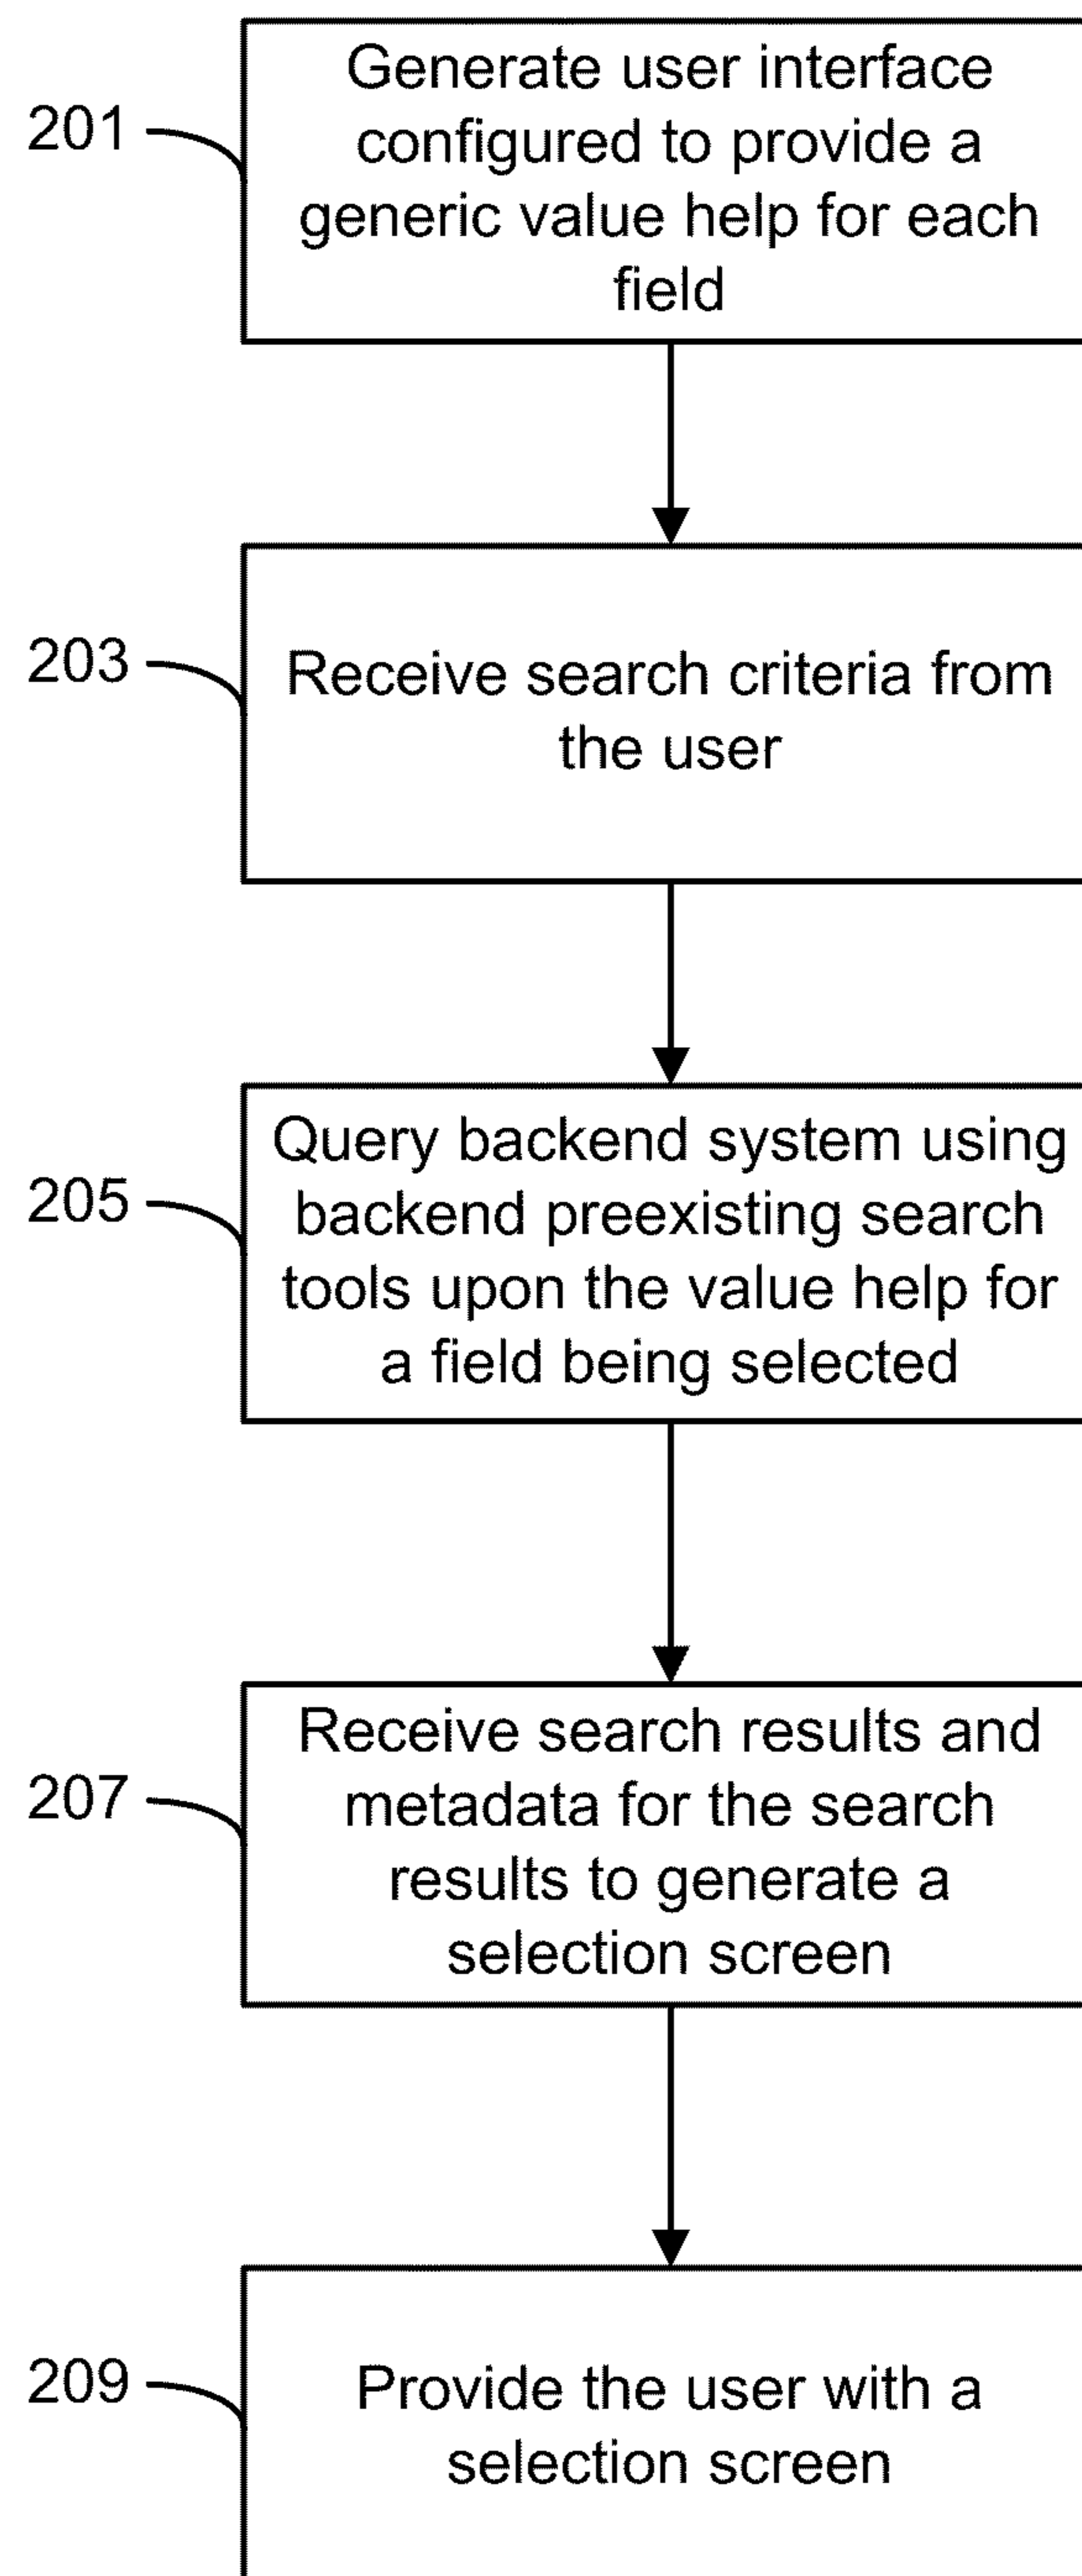 Generate user interface
201
configured to provide a
generic value help for each
field
203
Receive search criteria from
the user
Query backend system using
205
backend preexisting search
tools upon the value help for
a field being selected
Receive search results and
207
metadata for the search
results to generate a
selection screen
209
Provide the user with a
selection screen